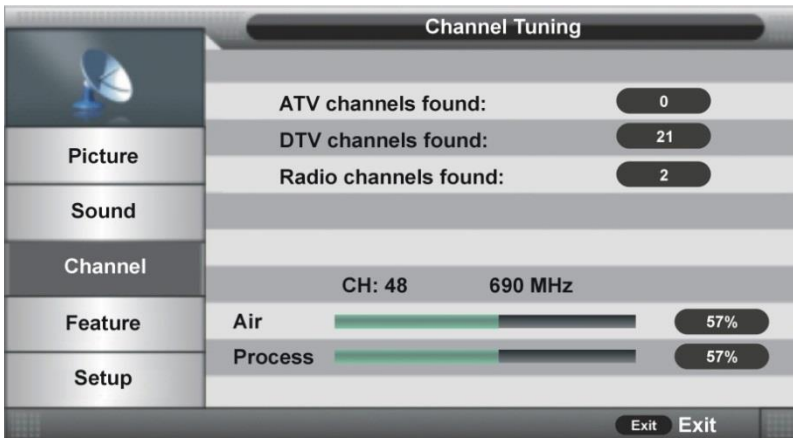 Channel Tuning
ATV channels found: 0
DTV channels found: 21
Radio channels found: 2
Picture
Sound
Channel
Feature
Setup
CH: 48 690 MHz
Air 57%
Process 57%
Exit Exit